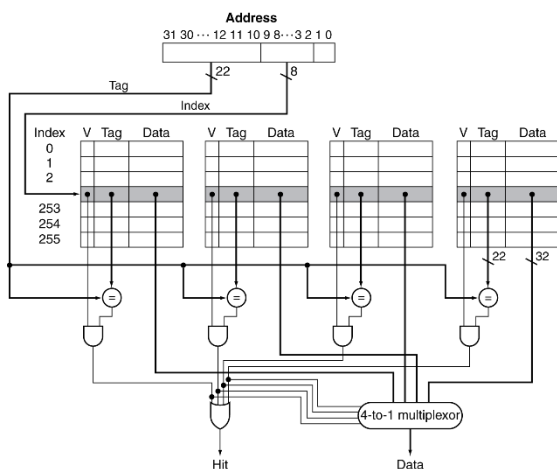 Address
31 30 ··· 12 11 10 9 8···3 2 1 0
22
8
Tag
Index
Index V Tag Data V Tag Data V Tag Data V Tag Data
0
1
2
253
254
255
22
32
= = = =
4-to-1 multiplexor
Hit
Data